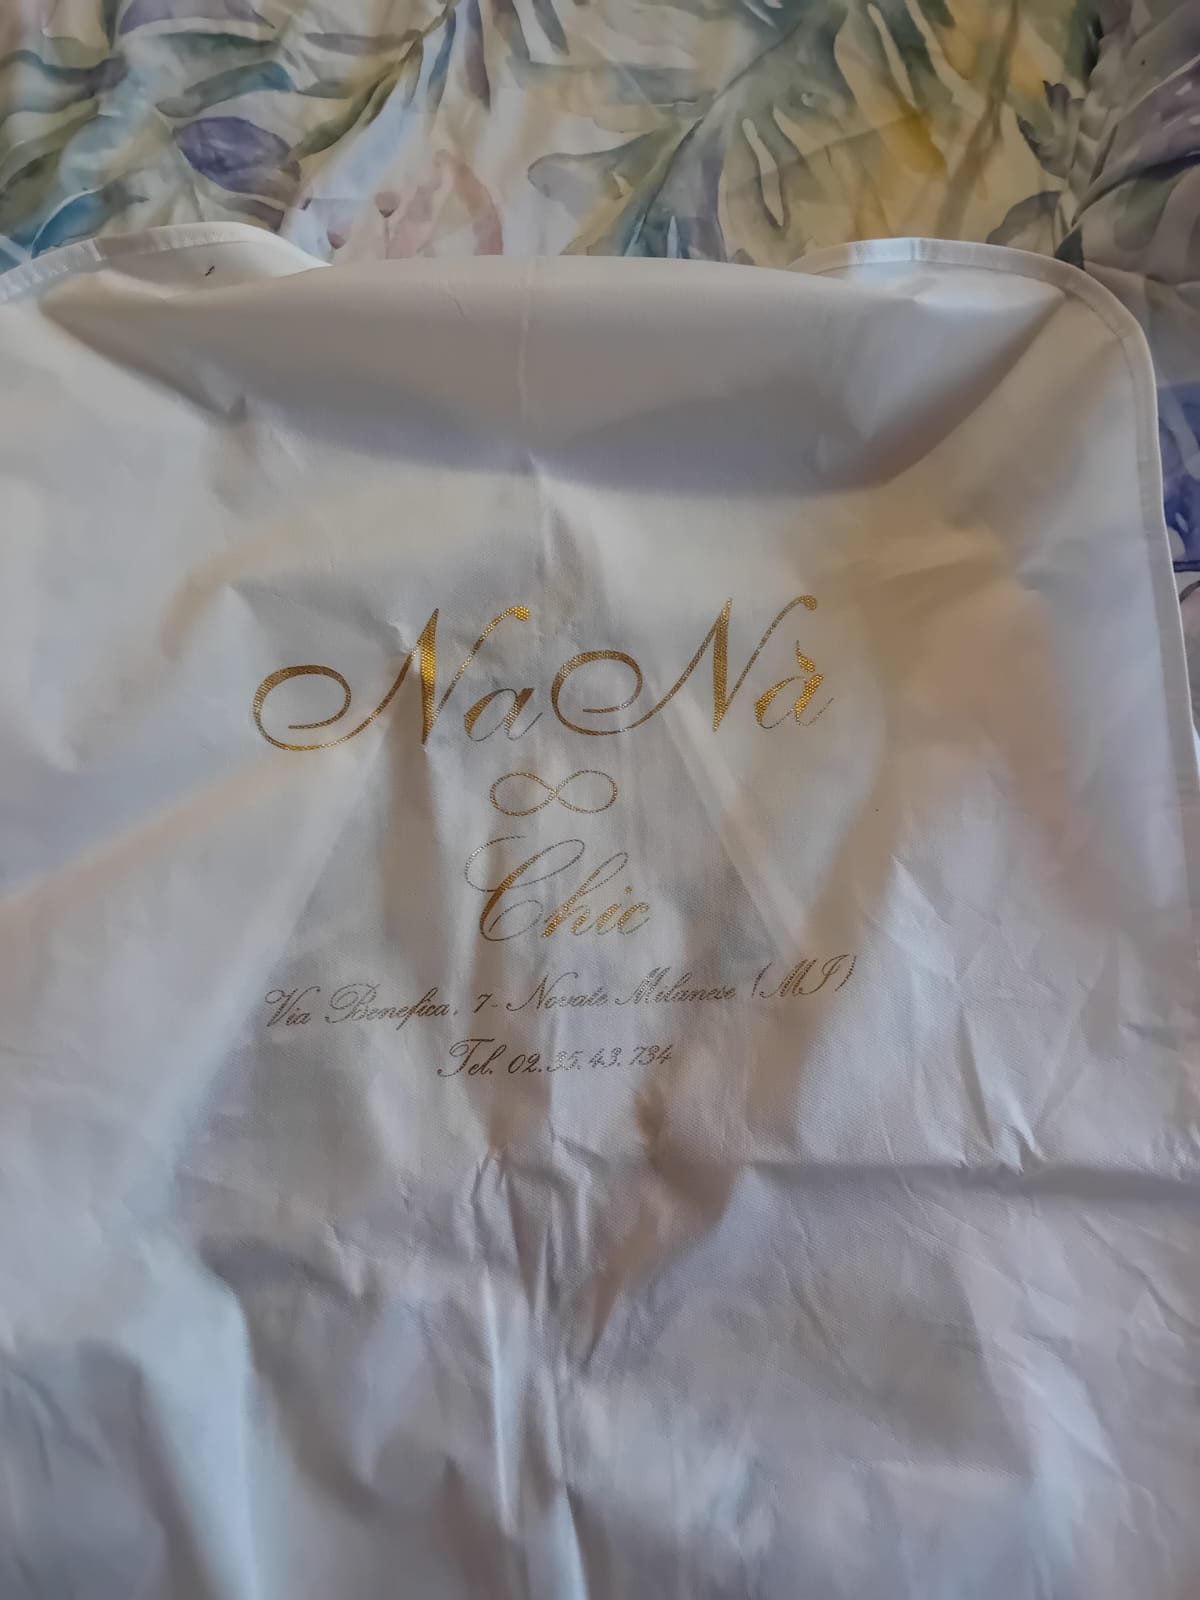 NaNà
∞
Chic
Via Benefica, 7 - Novate Milanese (MI)
Tel. 02.35.43.734